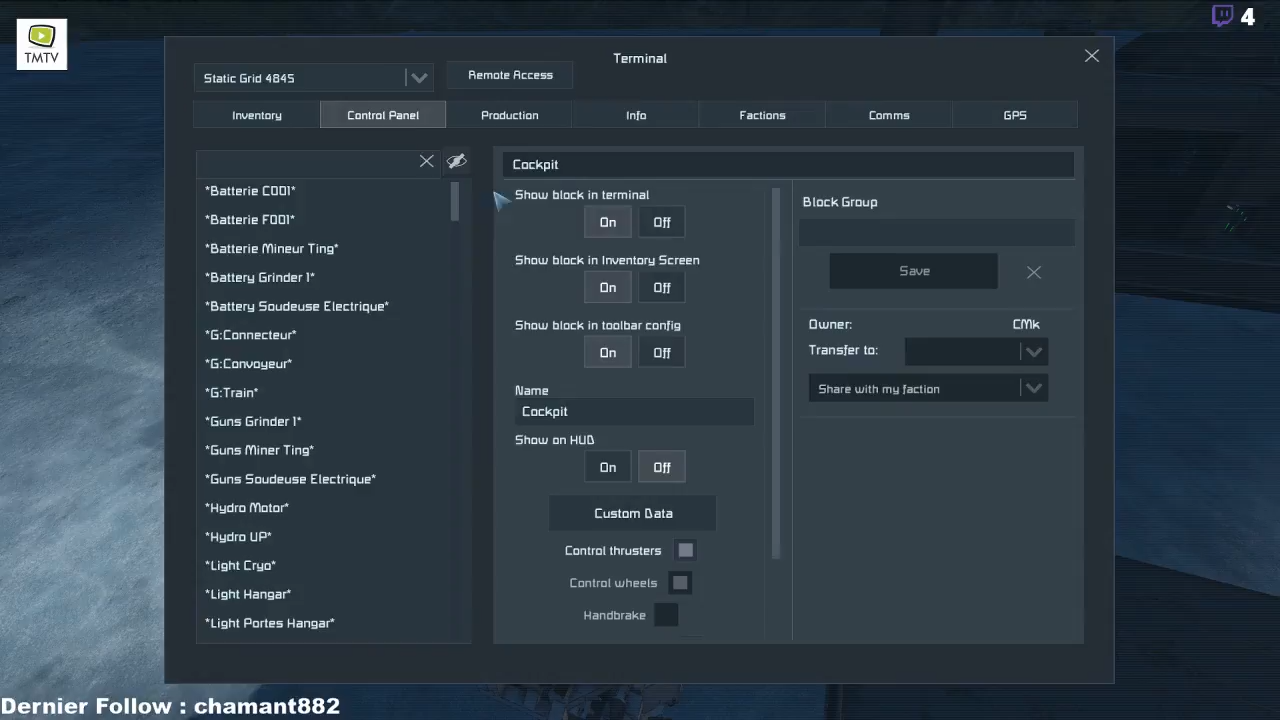 TMTV
4
Terminal
Static Grid 4845
Remote Access
Inventory
Control Panel
Production
Info
Factions
Comms
GPS
*Batterie C001*
*Batterie F001*
*Batterie Mineur Ting*
*Battery Grinder 1*
*Battery Soudeuse Electrique*
*G:Connecteur*
*G:Convoyeur*
*G:Train*
*Guns Grinder 1*
*Guns Miner Ting*
*Guns Soudeuse Electrique*
*Hydro Motor*
*Hydro UP*
*Light Cryo*
*Light Hangar*
*Light Portes Hangar*
Cockpit
Show block in terminal
On Off
Show block in Inventory Screen
On Off
Show block in toolbar config
On Off
Name
Cockpit
Show on HUD
On Off
Custom Data
Control thrusters
Control wheels
Handbrake
Block Group
Save
Owner: CMk
Transfer to:
Share with my faction
Dernier Follow : chamant882